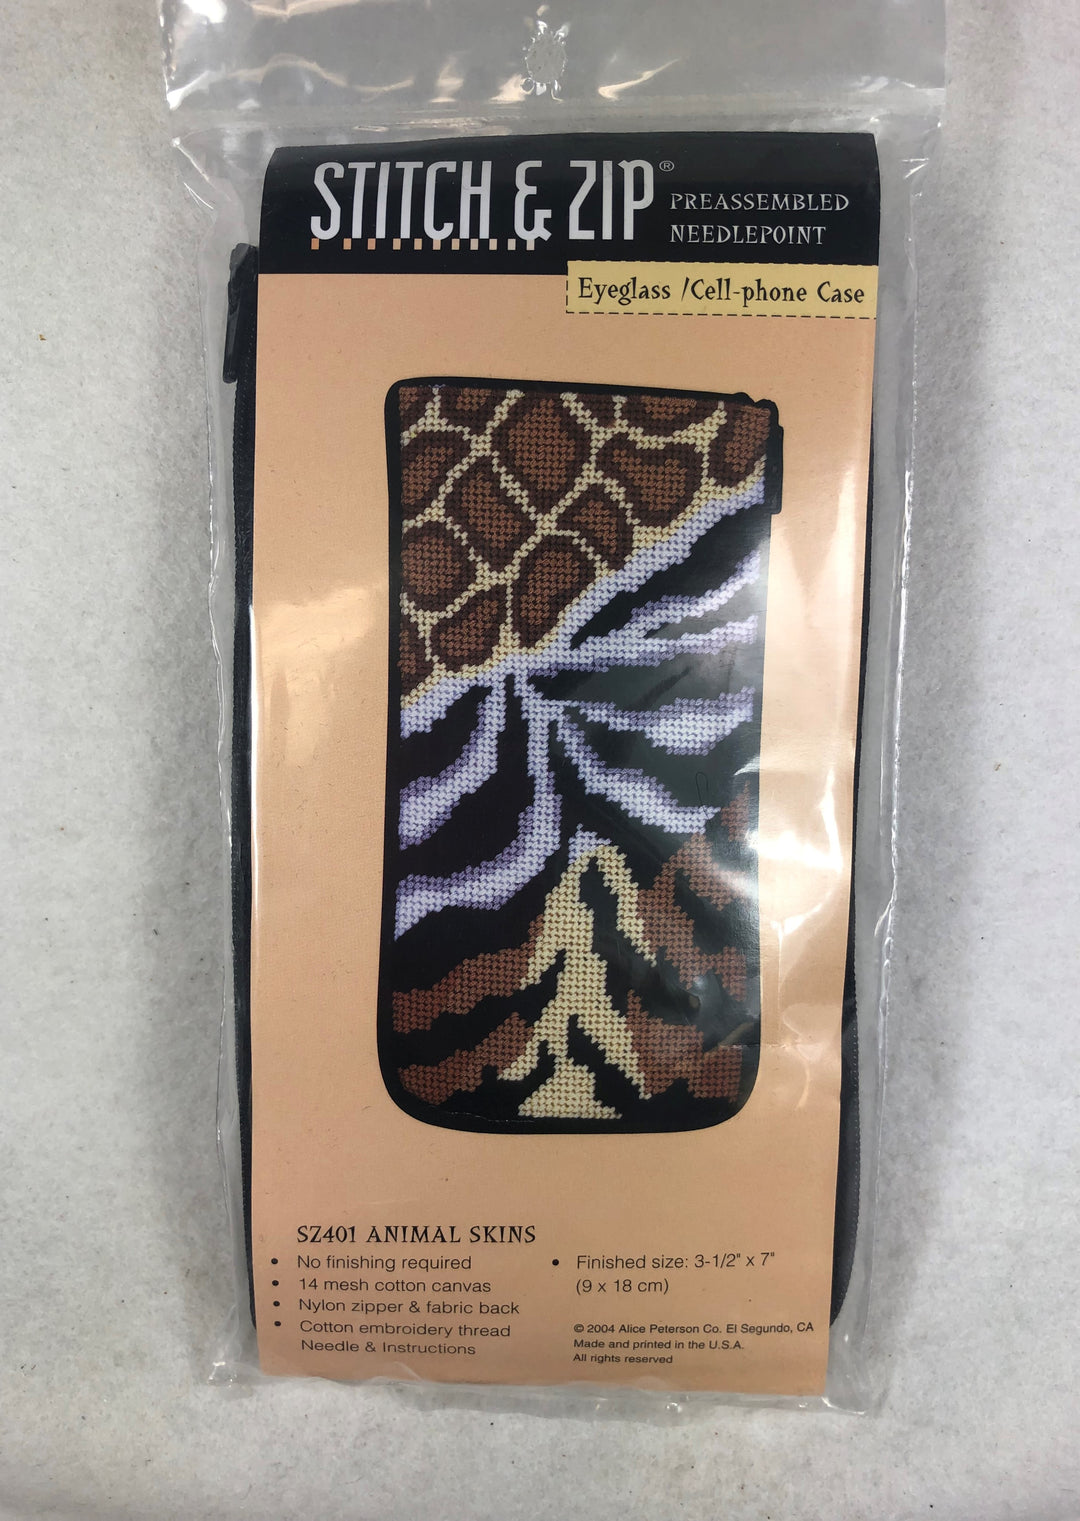 STITCH & ZIP®
PREASSEMBLED
NEEDLEPOINT
Eyeglass /Cell-phone Case
SZ401 ANIMAL SKINS
• No finishing required
• 14 mesh cotton canvas
• Nylon zipper & fabric back
• Cotton embroidery thread
Needle & Instructions
• Finished size: 3-1/2" x 7"
(9 x 18 cm)
© 2004 Alice Peterson Co. El Segundo, CA
Made and printed in the U.S.A.
All rights reserved